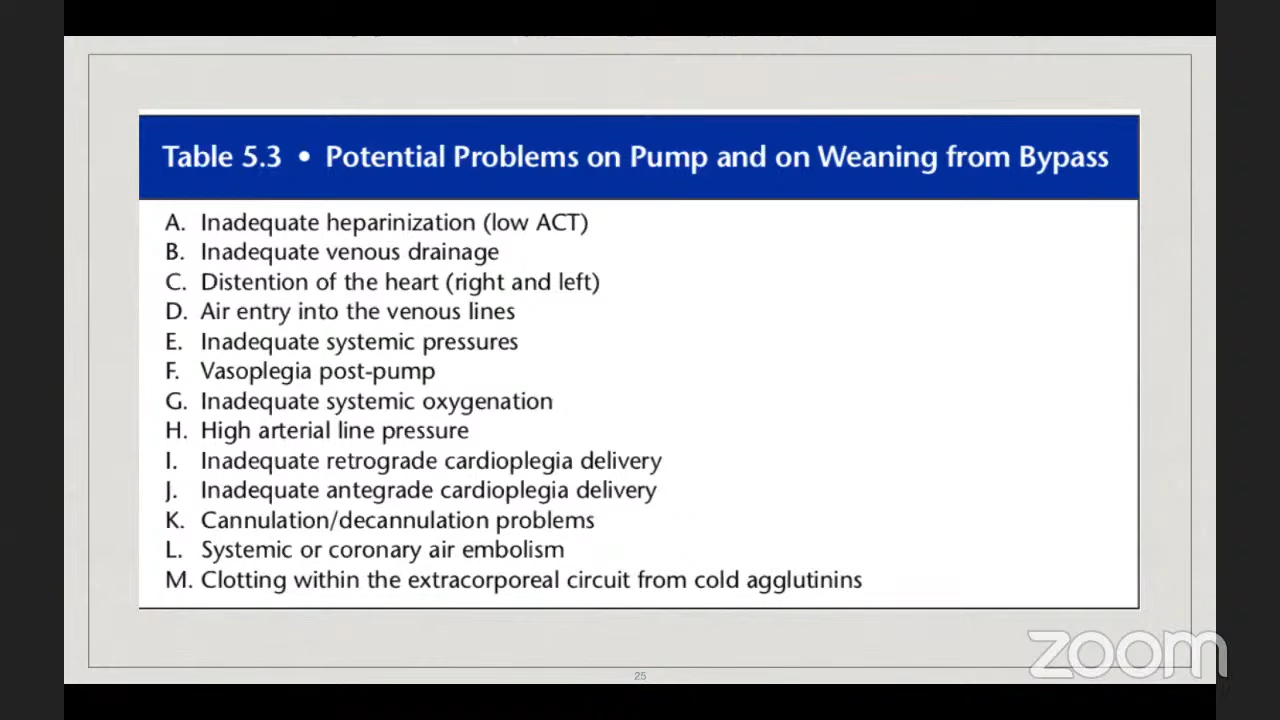 Table 5.3 • Potential Problems on Pump and on Weaning from Bypass
A. Inadequate heparinization (low ACT)
B. Inadequate venous drainage
C. Distention of the heart (right and left)
D. Air entry into the venous lines
E. Inadequate systemic pressures
F. Vasoplegia post-pump
G. Inadequate systemic oxygenation
H. High arterial line pressure
I. Inadequate retrograde cardioplegia delivery
J. Inadequate antegrade cardioplegia delivery
K. Cannulation/decannulation problems
L. Systemic or coronary air embolism
M. Clotting within the extracorporeal circuit from cold agglutinins
zoom
25